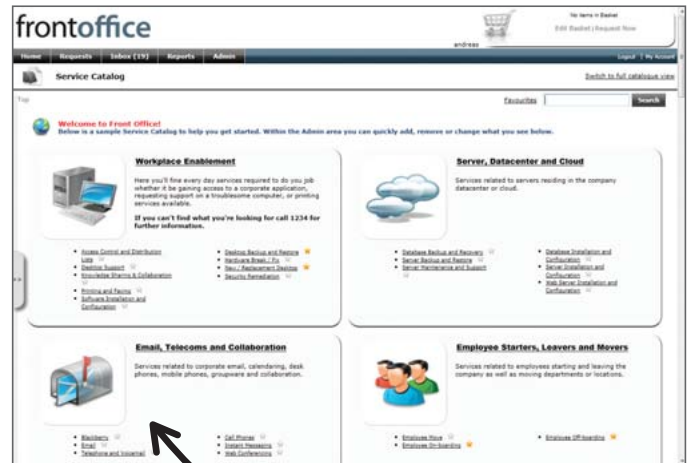 frontoffice
No items in Basket
Edit Basket | Request Now
andreas
Home Requests Inbox (19) Reports Admin
Logout | My Account
Service Catalog
Switch to full catalogue view
Top
Favourites
Search
Welcome to Front Office!
Below is a sample Service Catalog to help you get started. Within the Admin area you can quickly add, remove or change what you see below.
Workplace Enablement
Here you'll fine every day services required to do you job
whether it be gaining access to a corporate application,
requesting support on a troublesome computer, or printing
services available.
If you can't find what you're looking for call 1234 for
further information.
Access Control and Distribution
Lists
Desktop Support
Knowledge Sharing & Collaboration
Printing and Faxing
Software Installation and
Configuration
Desktop Backup and Restore
Hardware Break / Fix
New / Replacement Desktop
Security Remediation
Server, Datacenter and Cloud
Services related to servers residing in the company
datacenter or cloud.
Database Backup and Recovery
Server Backup and Restore
Server Maintenance and Support
Database Installation and
Configuration
Server Installation and
Configuration
Web Server Installation and
Configuration
Email, Telecoms and Collaboration
Services related to corporate email, calendaring, desk
phones, mobile phones, groupware and collaboration.
Blackberry
Email
Telephone and Voicemail
Cell Phones
Instant Messaging
Web Conferencing
Employee Starters, Leavers and Movers
Services related to employees starting and leaving the
company as well as moving departments or locations.
Employee Move
Employee On-boarding
Employee Off-boarding